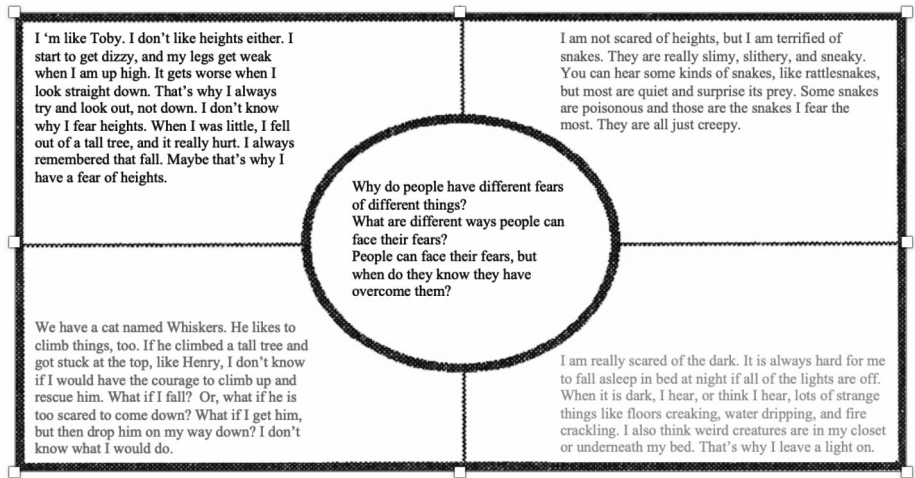 I ‘m like Toby. I don’t like heights either. I
start to get dizzy, and my legs get weak
when I am up high. It gets worse when I
look straight down. That’s why I always
try and look out, not down. I don’t know
why I fear heights. When I was little, I fell
out of a tall tree, and it really hurt. I always
remembered that fall. Maybe that’s why I
have a fear of heights.
I am not scared of heights, but I am terrified of
snakes. They are really slimy, slithery, and sneaky.
You can hear some kinds of snakes, like rattlesnakes,
but most are quiet and surprise its prey. Some snakes
are poisonous and those are the snakes I fear the
most. They are all just creepy.
Why do people have different fears
of different things?
What are different ways people can
face their fears?
People can face their fears, but
when do they know they have
overcome them?
We have a cat named Whiskers. He likes to
climb things, too. If he climbed a tall tree and
got stuck at the top, like Henry, I don’t know
if I would have the courage to climb up and
rescue him. What if I fall?  Or, what if he is
too scared to come down? What if I get him,
but then drop him on my way down? I don’t
know what I would do.
I am really scared of the dark. It is always hard for me
to fall asleep in bed at night if all of the lights are off.
When it is dark, I hear, or think I hear, lots of strange
things like floors creaking, water dripping, and fire
crackling. I also think weird creatures are in my closet
or underneath my bed. That’s why I leave a light on.